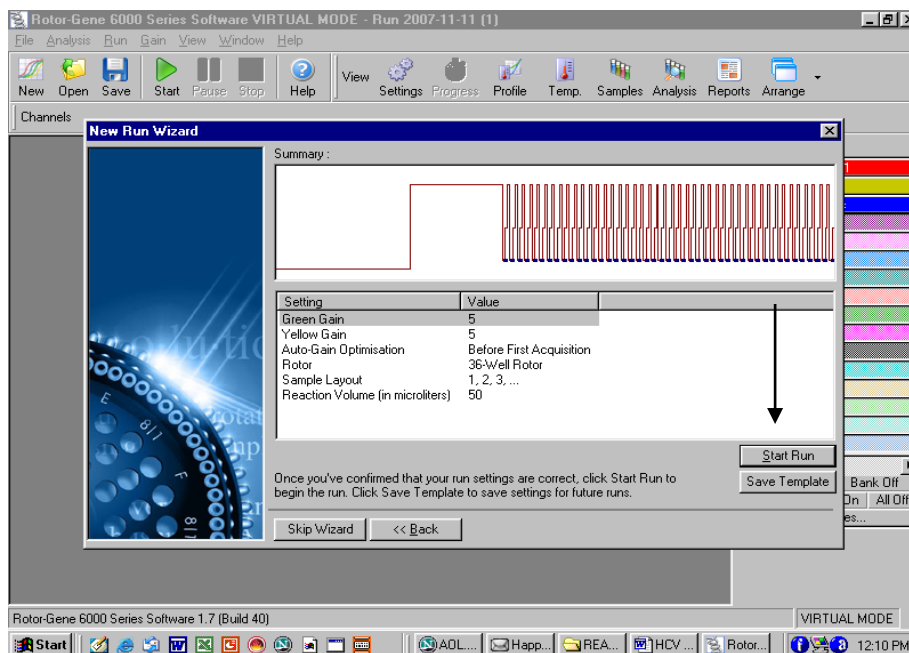 Rotor-Gene 6000 Series Software VIRTUAL MODE - Run 2007-11-11 (1)
File Analysis Run Gain View Window Help
New Open Save Start Pause Stop Help View Settings Progress Profile Temp. Samples Analysis Reports Arrange
Channels
New Run Wizard
Summary :
1
Setting Value
Green Gain 5
Yellow Gain 5
Auto-Gain Optimisation Before First Acquisition
Rotor 36-Well Rotor
Sample Layout 1, 2, 3, ...
Reaction Volume (in microliters) 50
Start Run
Once you've confirmed that your run settings are correct, click Start Run to
begin the run. Click Save Template to save settings for future runs.
Save Template
Bank Off
On All Off
es...
Skip Wizard << Back
Rotor-Gene 6000 Series Software 1.7 (Build 40) VIRTUAL MODE
Start AOL... Happ... REA... HCV ... Rotor... 12:10 PM